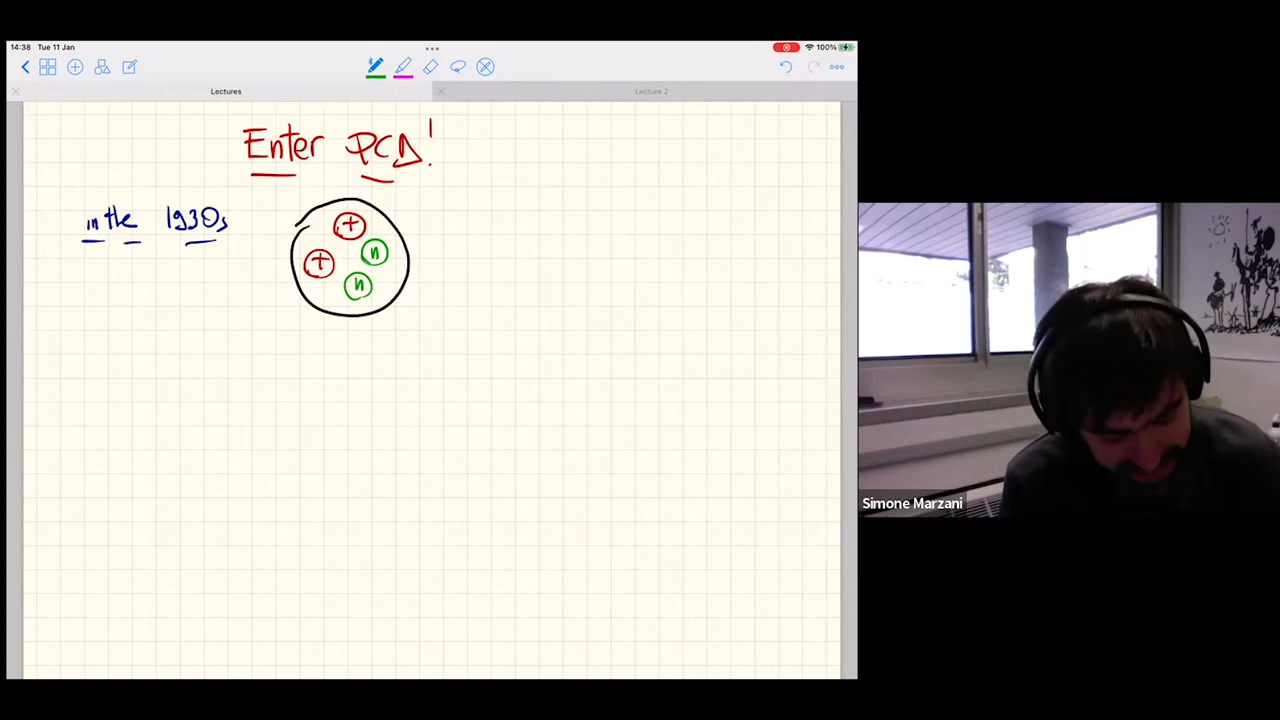 14:38 Tue 11 Jan
100%
Lectures
Lecture 2
Enter QCD!
in the 1930s
+
+
n
n
Simone Marzani